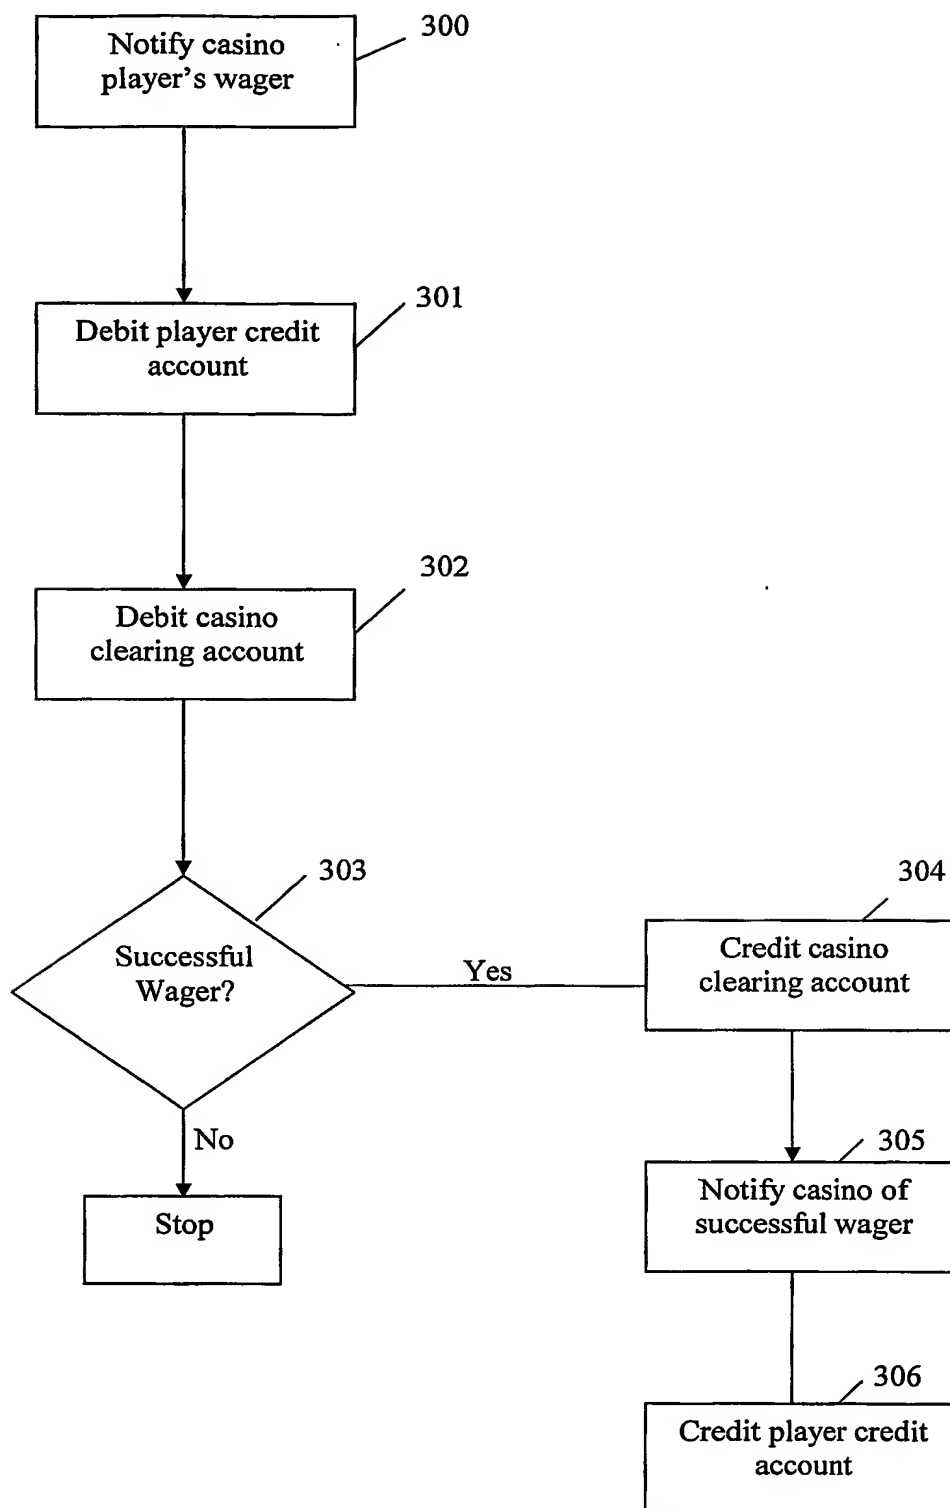 300
Notify casino
player's wager
301
Debit player credit
account
302
Debit casino
clearing account
303
Successful
Wager?
Yes
304
Credit casino
clearing account
No
305
Notify casino of
successful wager
Stop
306
Credit player credit
account